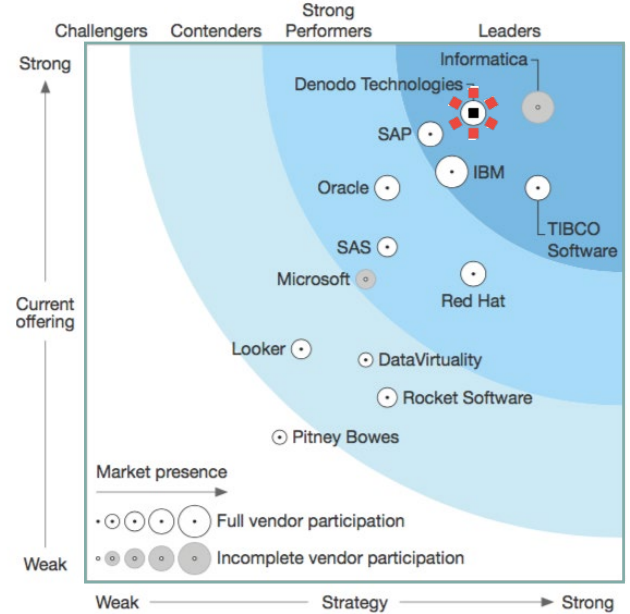 Challengers
Contenders
Strong
Performers
Leaders
Strong
Current
offering
Weak
Informatica
Denodo Technologies
SAP
IBM
Oracle
TIBCO
Software
SAS
Microsoft
Red Hat
Looker
DataVirtuality
Rocket Software
Pitney Bowes
Market presence
Full vendor participation
Incomplete vendor participation
Weak
Strategy
Strong